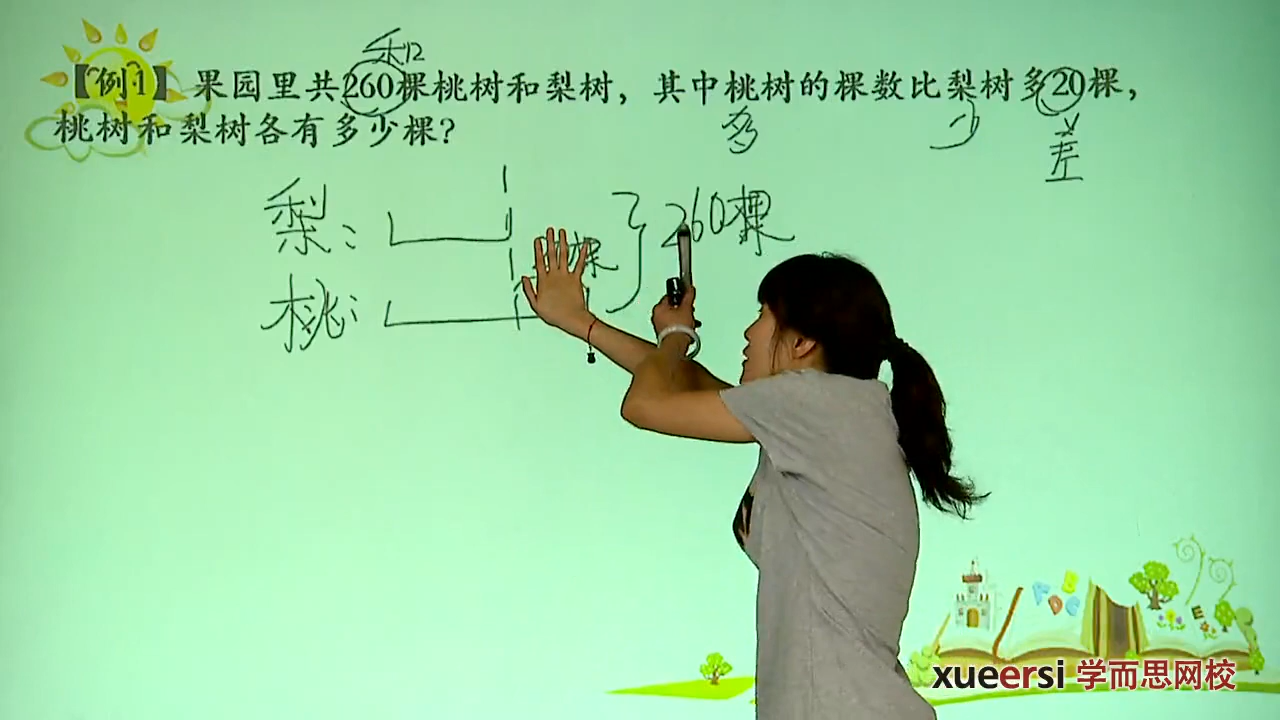 和
【例1】 果园里共260棵桃树和梨树，其中桃树的棵数比梨树多20棵，
桃树和梨树各有多少棵？
多 少 差
梨： 260棵
棵
桃：
xueersi 学而思网校